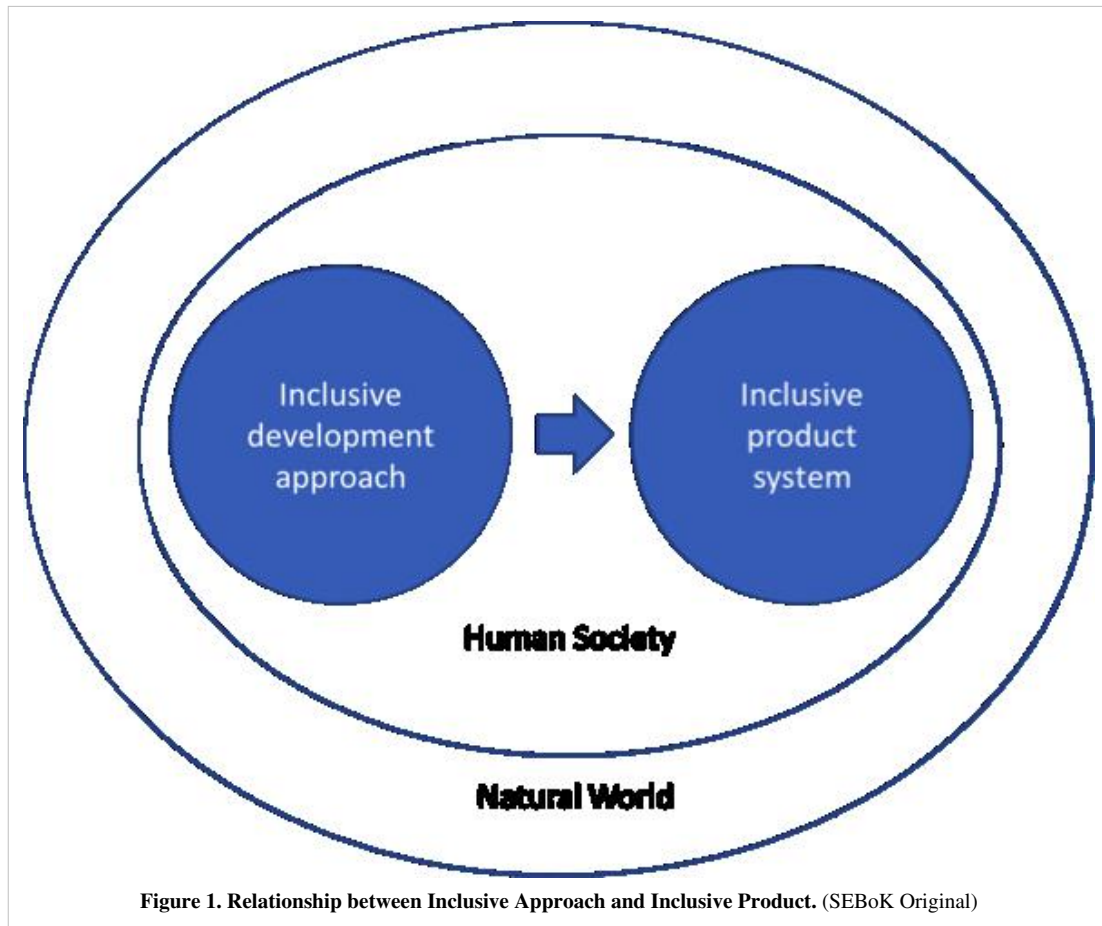 Inclusive
development
approach
Inclusive
product
system
Human Society
Natural World
Figure 1. Relationship between Inclusive Approach and Inclusive Product. (SEBoK Original)